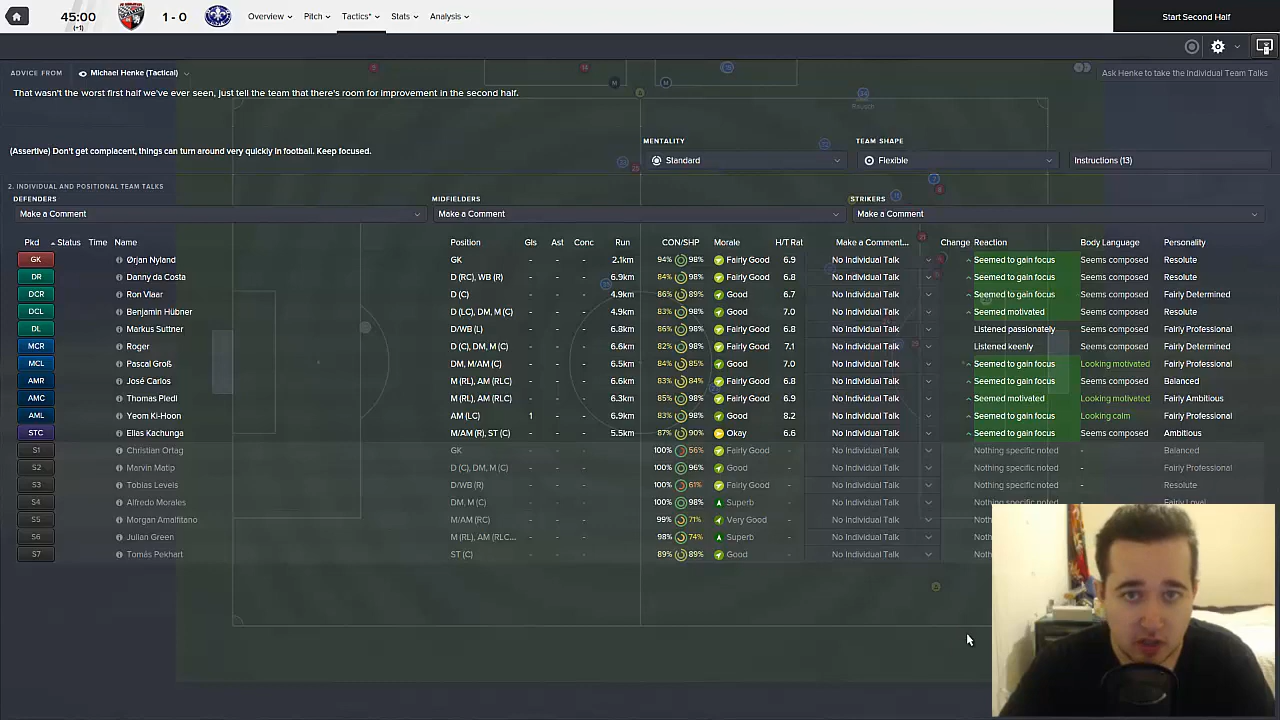 45:00 1 - 0 Overview Pitch Tactics* Stats Analysis Start Second Half
(+1)
ADVICE FROM Michael Henke (Tactical) Ask Henke to take the Individual Team Talks
That wasn't the worst first half we've ever seen, just tell the team that there's room for improvement in the second half.
MENTALITY TEAM SHAPE
(Assertive) Don't get complacent, things can turn around very quickly in football. Keep focused.
Standard Flexible Instructions (13)
2. INDIVIDUAL AND POSITIONAL TEAM TALKS
DEFENDERS MIDFIELDERS STRIKERS
Make a Comment Make a Comment Make a Comment
Pkd Status Time Name Position Gls Ast Conc Run CON/SHP Morale H/T Rat Make a Comment... Change Reaction Body Language Personality
GK Ørjan Nyland GK - - - 2.1km 94% 98% Fairly Good 6.9 No Individual Talk Seemed to gain focus Seems composed Resolute
DR Danny da Costa D (RC), WB (R) - - - 6.9km 84% 98% Fairly Good 6.8 No Individual Talk Seemed to gain focus Seems composed Resolute
DCR Ron Vlaar D (C) - - - 4.9km 86% 89% Good 6.7 No Individual Talk Seemed to gain focus Seems composed Fairly Determined
DCL Benjamin Hübner D (LC), DM, M (C) - - - 4.9km 83% 98% Good 7.0 No Individual Talk Seemed motivated Seems composed Resolute
DL Markus Suttner D/WB (L) - - - 6.8km 86% 98% Fairly Good 6.8 No Individual Talk Listened passionately Seems composed Fairly Professional
MCR Roger D (C), DM, M (C) - - - 6.6km 82% 98% Fairly Good 7.1 No Individual Talk Listened keenly Seems composed Fairly Determined
MCL Pascal Groß DM, M/AM (C) - - - 6.5km 84% 85% Good 7.0 No Individual Talk Seemed to gain focus Looking motivated Fairly Professional
AMR José Carlos M (RL), AM (RLC) - - - 6.6km 83% 84% Fairly Good 6.8 No Individual Talk Seemed to gain focus Seems composed Balanced
AMC Thomas Piedl M (RL), AM (RLC) - - - 6.3km 85% 98% Fairly Good 6.9 No Individual Talk Seemed motivated Looking motivated Fairly Ambitious
AML Yeom Ki-Hoon AM (LC) 1 - - 6.9km 83% 98% Good 8.2 No Individual Talk Seemed to gain focus Looking calm Fairly Professional
STC Elias Kachunga M/AM (R), ST (C) - - - 5.5km 87% 90% Okay 6.6 No Individual Talk Seemed to gain focus Seems composed Ambitious
S1 Christian Ortag GK - - - 100% 56% Fairly Good - No Individual Talk Nothing specific noted - Balanced
S2 Marvin Matip D (C), DM, M (C) - - - 100% 96% Good - No Individual Talk Nothing specific noted - Fairly Professional
S3 Tobias Levels D/WB (R) - - - 100% 61% Fairly Good - No Individual Talk Nothing specific noted - Resolute
S4 Alfredo Morales DM, M (C) - - - 100% 98% Superb - No Individual Talk Nothing specific noted - Fairly Loyal
S5 Morgan Amalfitano M/AM (RC) - - - 99% 71% Very Good - No Individual Talk Noth
S6 Julian Green M (RL), AM (RLC... - - - 98% 74% Superb - No Individual Talk Noth
S7 Tomás Pekhart ST (C) - - - 89% 89% Good - No Individual Talk Noth